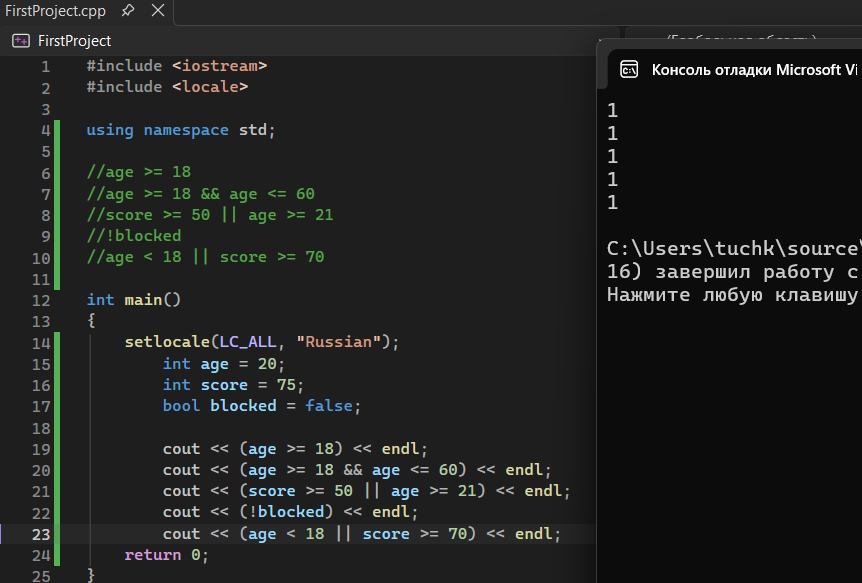 FirstProject.cpp
FirstProject
1 #include <iostream>
2 #include <locale>
3
4 using namespace std;
5
6 //age >= 18
7 //age >= 18 && age <= 60
8 //score >= 50 || age >= 21
9 //!blocked
10 //age < 18 || score >= 70
11
12 int main()
13 {
14 setlocale(LC_ALL, "Russian");
15 int age = 20;
16 int score = 75;
17 bool blocked = false;
18
19 cout << (age >= 18) << endl;
20 cout << (age >= 18 && age <= 60) << endl;
21 cout << (score >= 50 || age >= 21) << endl;
22 cout << (!blocked) << endl;
23 cout << (age < 18 || score >= 70) << endl;
24 return 0;
25 }
Консоль отладки Microsoft Vi
1
1
1
1
1
C:\Users\tuchk\source\
16) завершил работу с
Нажмите любую клавишу